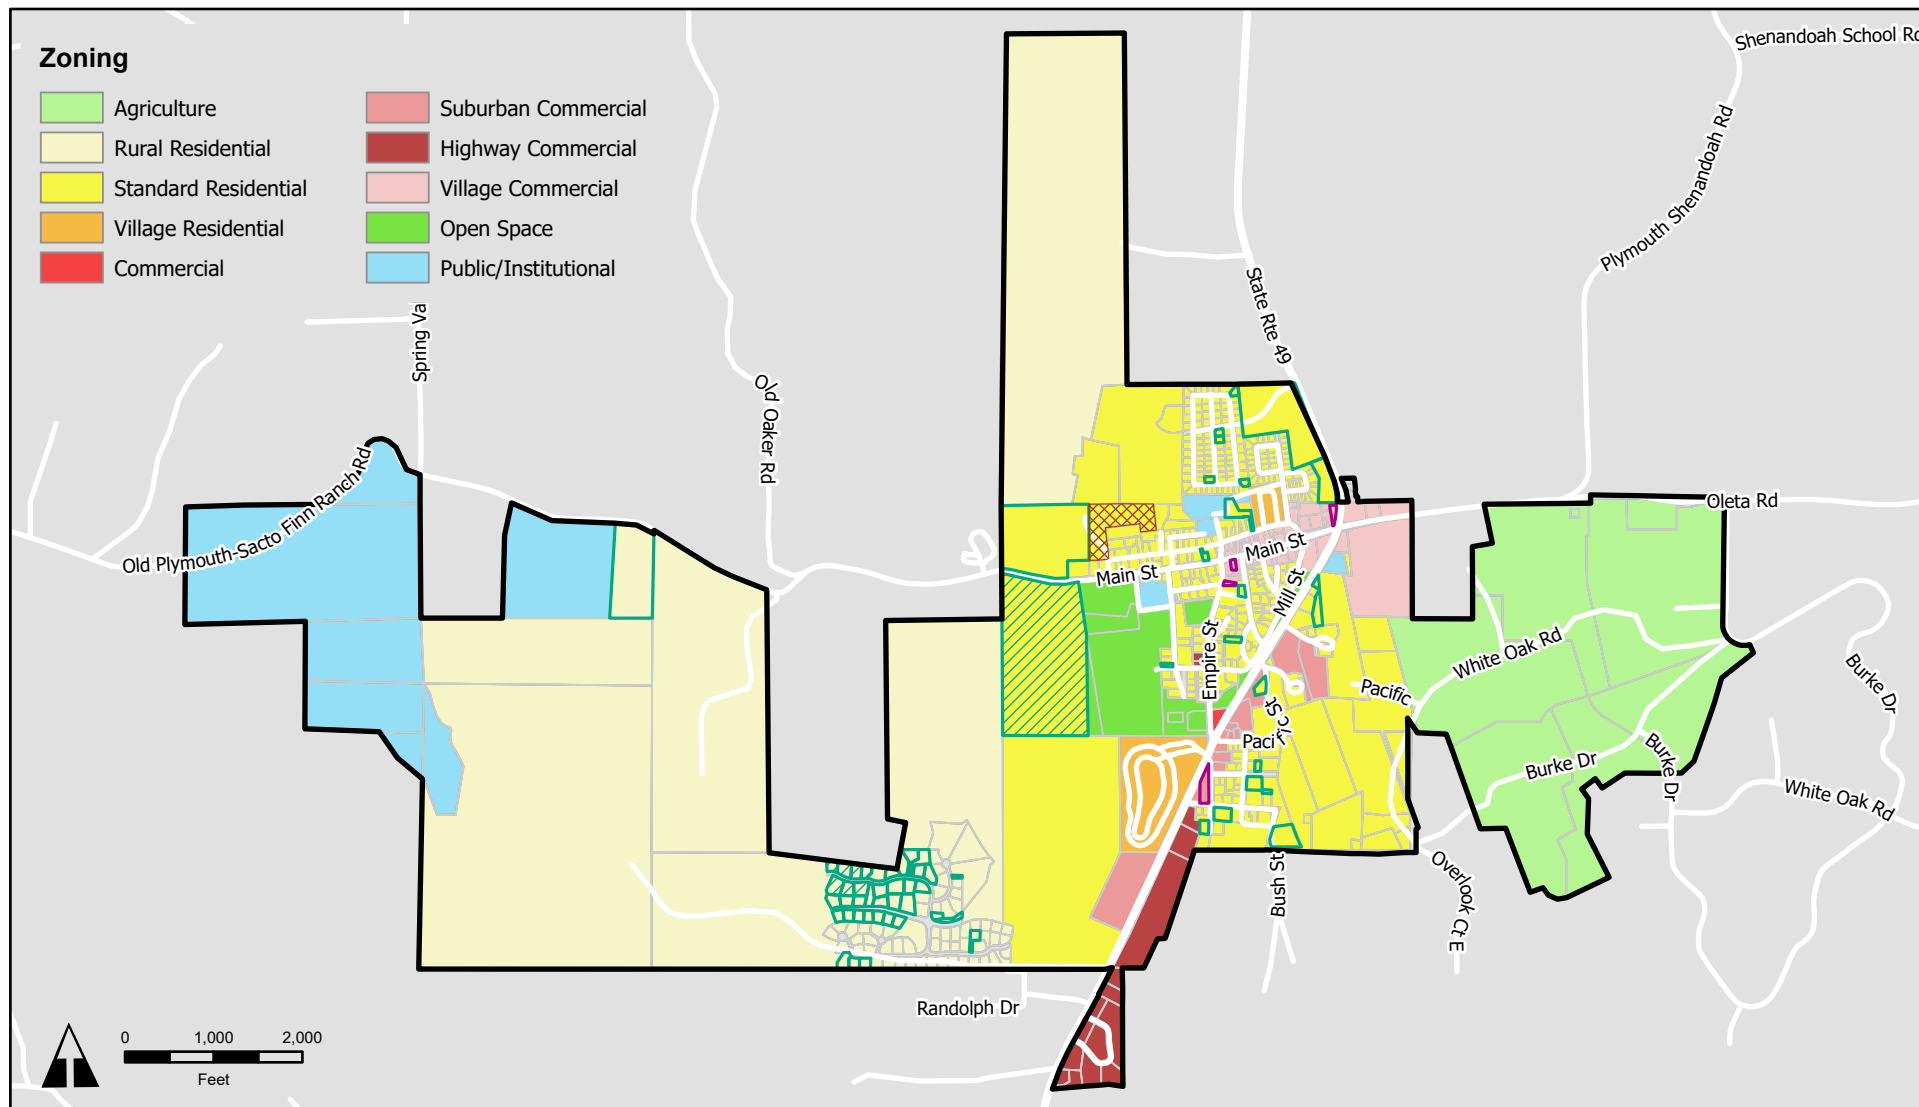 Zoning
Agriculture
Rural Residential
Standard Residential
Village Residential
Commercial
Suburban Commercial
Highway Commercial
Village Commercial
Open Space
Public/Institutional
Shenandoah School Rd
Plymouth Shenandoah Rd
State Rte 49
Spring Va
Old Oaker Rd
Old Plymouth-Sacto Finn Ranch Rd
Oleta Rd
Main St
Main St
Mill St
Empire St
White Oak Rd
Pacific
Pacific St
Burke Dr
Burke Dr
Burke Dr
White Oak Rd
Overlook Ct E
Bush St
Randolph Dr
0 1,000 2,000
Feet